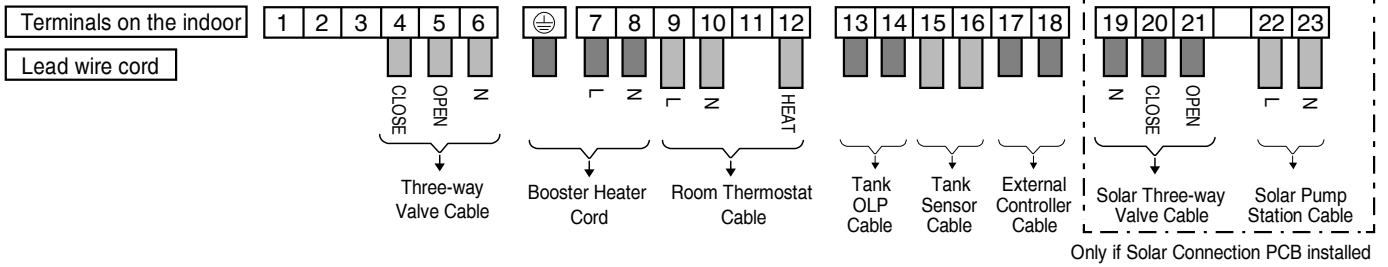 Terminals on the indoor 1 2 3 4 5 6 7 8 9 10 11 12 13 14 15 16 17 18 19 20 21 22 23
Lead wire cord
CLOSE OPEN N L N L N HEAT N CLOSE OPEN L N
Three-way
Valve Cable
Booster Heater
Cord
Room Thermostat
Cable
Tank
OLP
Cable
Tank
Sensor
Cable
External
Controller
Cable
Solar Three-way
Valve Cable
Solar Pump
Station Cable
Only if Solar Connection PCB installed